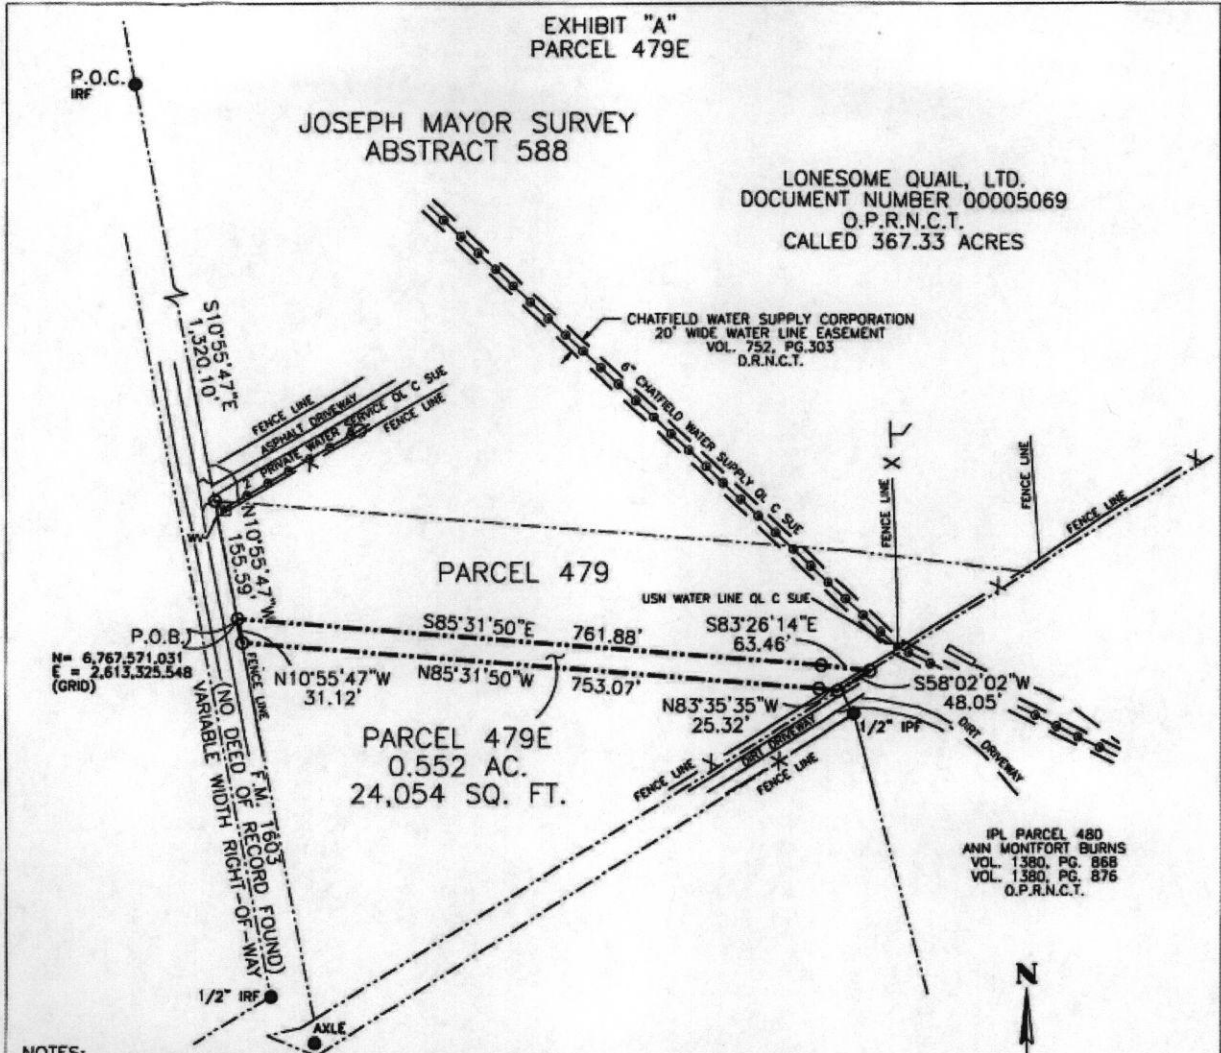 EXHIBIT "A"
PARCEL 479E
P.O.C.
IRF
JOSEPH MAYOR SURVEY
ABSTRACT 588
LONESOME QUAIL, LTD.
DOCUMENT NUMBER 00005069
O.P.R.N.C.T.
CALLED 367.33 ACRES
S10°55'47"E
1,320.10'
CHATFIELD WATER SUPPLY CORPORATION
20' WIDE WATER LINE EASEMENT
VOL. 752, PG.303
D.R.N.C.T.
6" CHATFIELD WATER SUPPLY QL C SUE
FENCE LINE
ASPHALT DRIVEWAY
2" PRIVATE WATER SERVICE QL C SUE
FENCE LINE
FENCE LINE X
FENCE LINE
FENCE LINE
WV
N10°55'47"W
155.59'
PARCEL 479
USN WATER LINE QL C SUE
S85°31'50"E 761.88'
S83°26'14"E
63.46'
P.O.B.
N= 6,767,571.031
E = 2,613,325.548
(GRID)
FENCE LINE
N10°55'47"W
31.12'
N85°31'50"W 753.07'
S58°02'02"W
48.05'
N83°35'35"W
25.32'
1/2" IPF
DIRT DRIVEWAY
PARCEL 479E
0.552 AC.
24,054 SQ. FT.
FENCE LINE
DIRT DRIVEWAY
FENCE LINE
F.M. 1603
(NO DEED OF RECORD FOUND)
VARIABLE WIDTH RIGHT-OF-WAY
IPL PARCEL 480
ANN MONTFORT BURNS
VOL. 1380, PG. 868
VOL. 1380, PG. 876
O.P.R.N.C.T.
N
1/2" IRF
AXLE
NOTES: